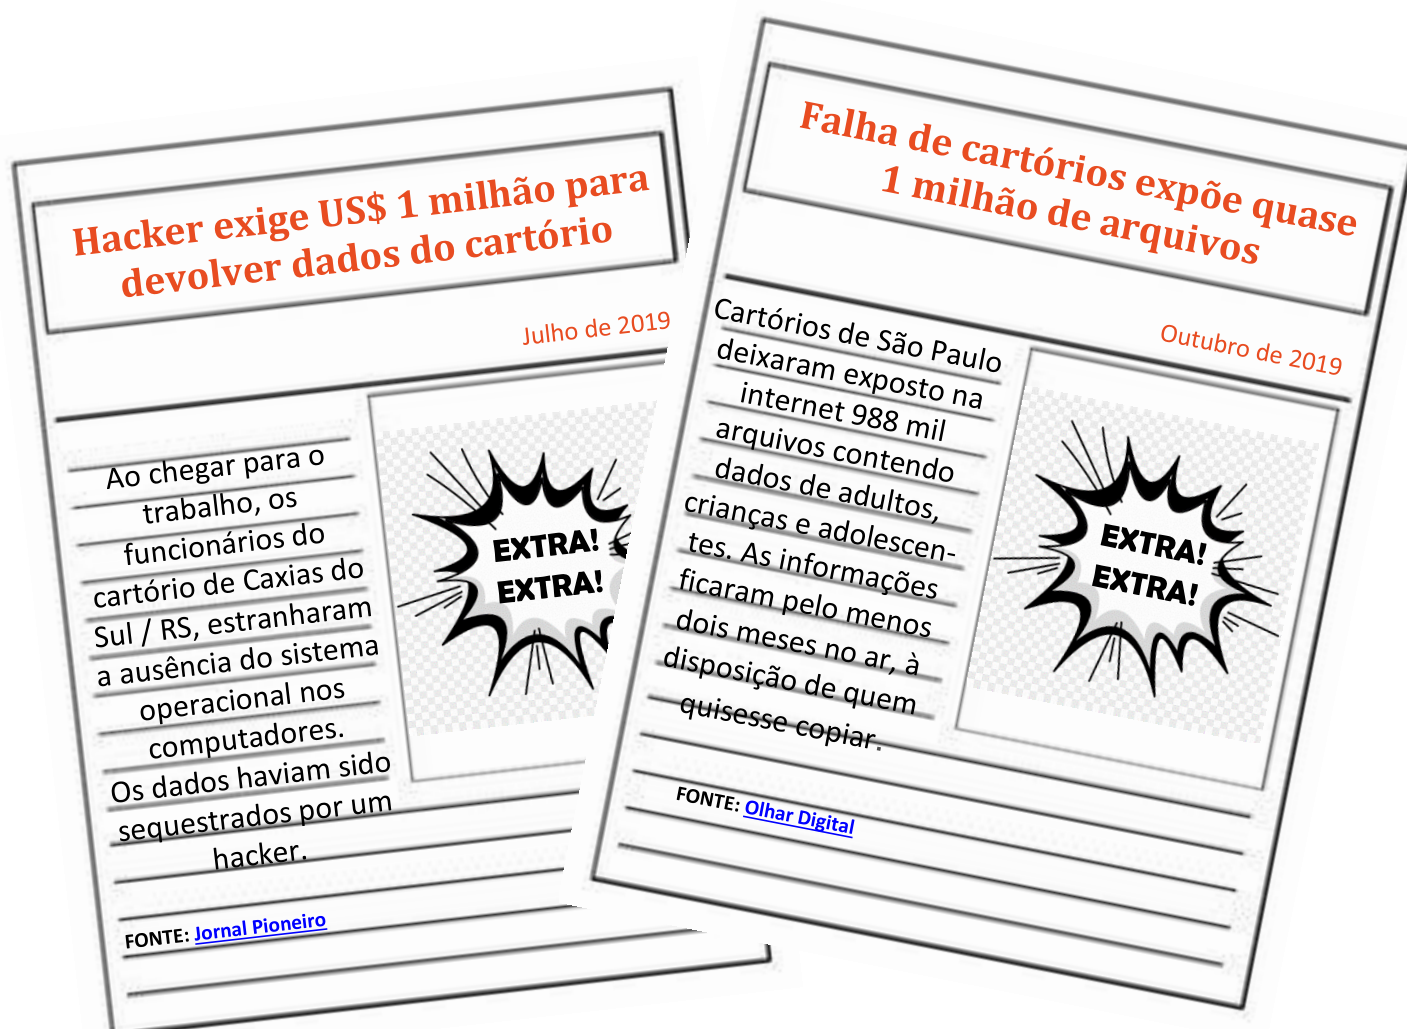 Hacker exige US$ 1 milhão para
devolver dados do cartório
Julho de 2019
Ao chegar para o
trabalho, os
funcionários do
cartório de Caxias do
Sul / RS, estranharam
a ausência do sistema
operacional nos
computadores.
Os dados haviam sido
sequestrados por um
hacker.
EXTRA!
EXTRA!
FONTE: Jornal Pioneiro
Falha de cartórios expõe quase
1 milhão de arquivos
Outubro de 2019
Cartórios de São Paulo
deixaram exposto na
internet 988 mil
arquivos contendo
dados de adultos,
crianças e adolescen-
tes. As informações
ficaram pelo menos
dois meses no ar, à
disposição de quem
quisesse copiar.
EXTRA!
EXTRA!
FONTE: Olhar Digital